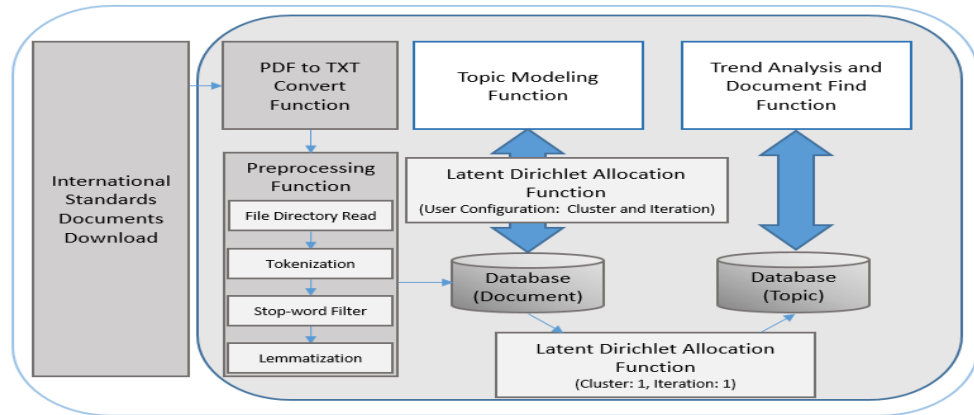 International
Standards
Documents
Download
PDF to TXT
Convert
Function
Preprocessing
Function
File Directory Read
Tokenization
Stop-word Filter
Lemmatization
Topic Modeling
Function
Latent Dirichlet Allocation
Function
(User Configuration: Cluster and Iteration)
Database
(Document)
Latent Dirichlet Allocation
Function
(Cluster: 1, Iteration: 1)
Trend Analysis and
Document Find
Function
Database
(Topic)